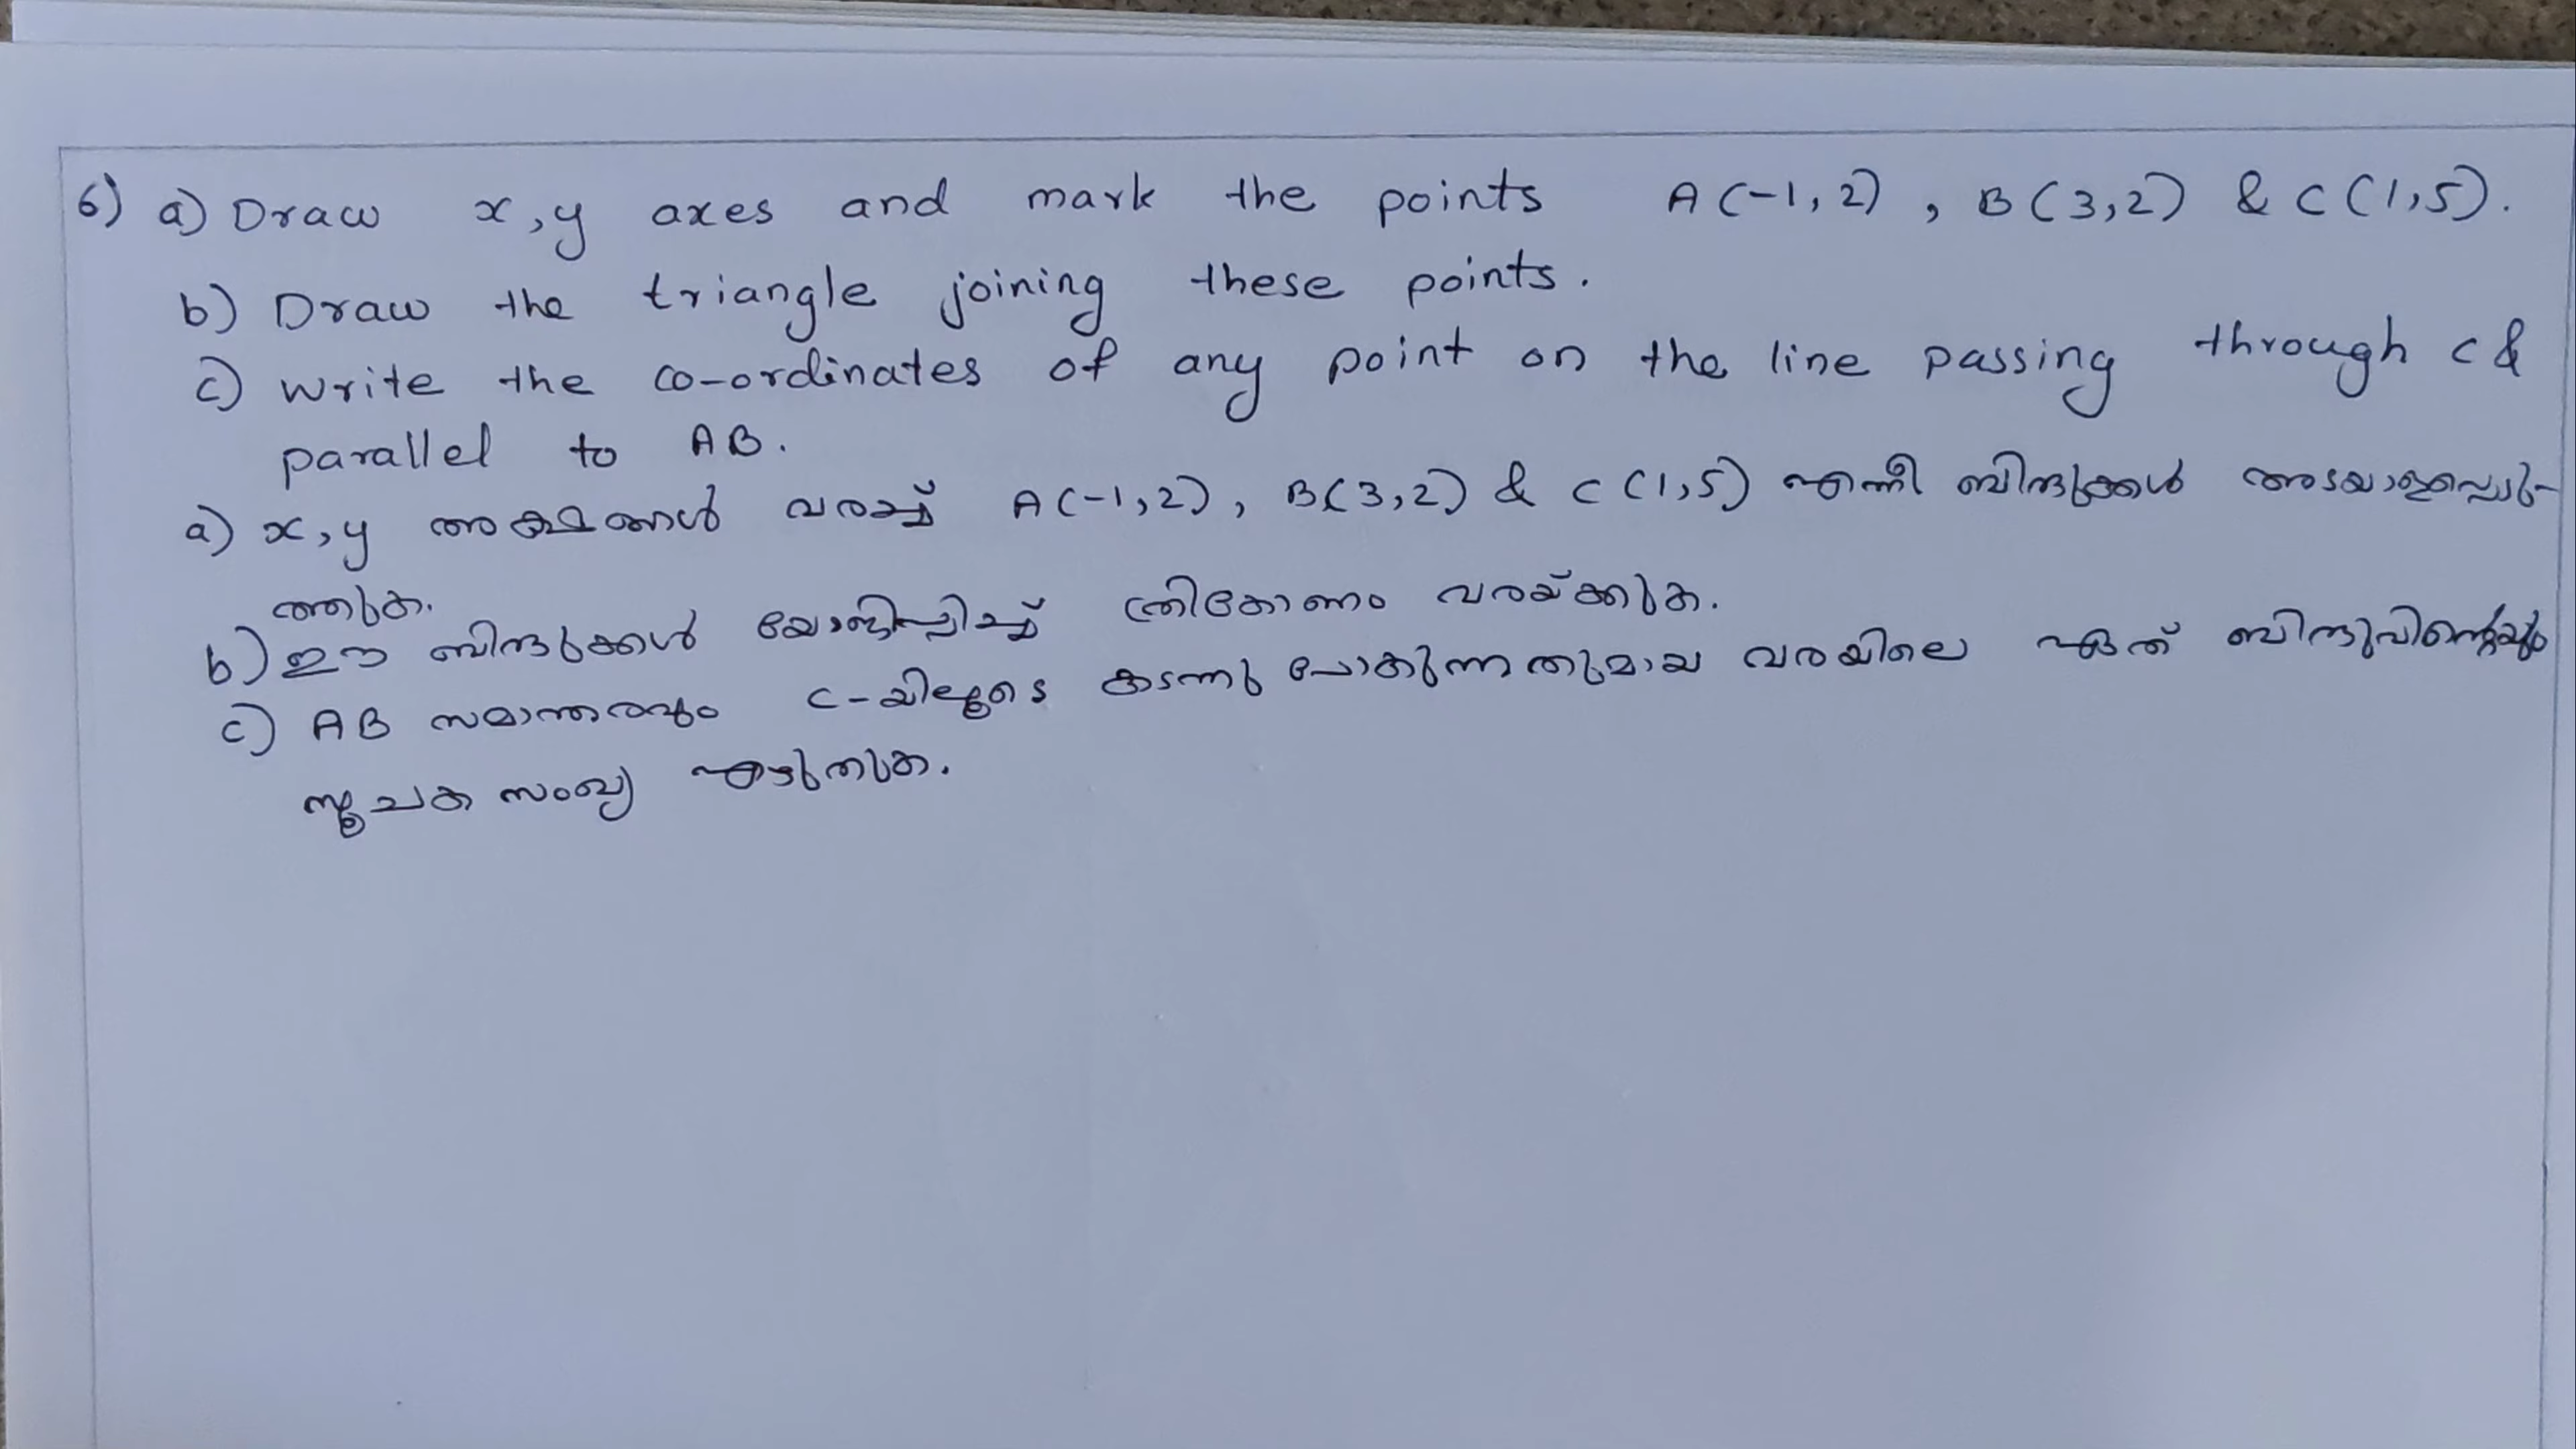 6) a) Draw x,y axes and mark the points A(-1,2), B(3,2) & C(1,5).
b) Draw the triangle joining these points.
c) write the co-ordinates of any point on the line passing through C &
parallel to AB.
a) x,y അക്ഷങ്ങൾ വരച്ച് A(-1,2), B(3,2) & C(1,5) എന്നീ ബിന്ദുക്കൾ അടയാളപ്പെടു-
ത്തുക.
b) ഈ ബിന്ദുക്കൾ യോജിപ്പിച്ച് ത്രികോണം വരയ്ക്കുക.
c) AB സമാന്തരവും C-യിലൂടെ കടന്നു പോകുന്നതുമായ വരയിലെ ഏത് ബിന്ദുവിന്റെയും
സൂചക സംഖ്യ എഴുതുക.